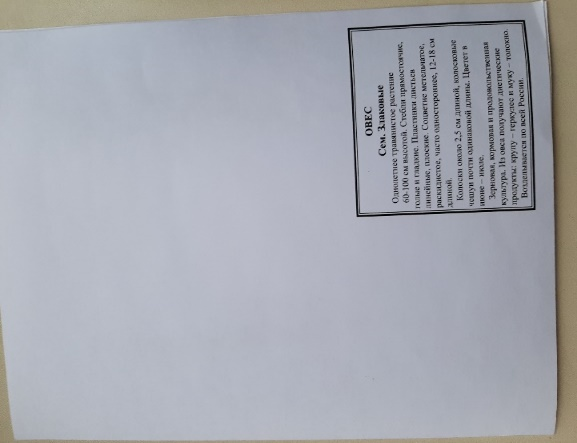 ОВЕС
Сем. Злаковые
Однолетнее травянистое растение
60-100 см высотой. Стебли прямостоячие,
голые и гладкие. Пластинки листьев
линейные, плоские. Соцветие метельчатое,
раскидистое, часто одностороннее, 12-18 см
длиной.
Колоски около 2,5 см длиной, колосковые
чешуи почти одинаковой длины. Цветет в
июне – июле.
Зерновая, кормовая и продовольственная
культура. Из овса получают диетические
продукты: крупу – геркулес и муку – толокно.
Возделывается по всей России.